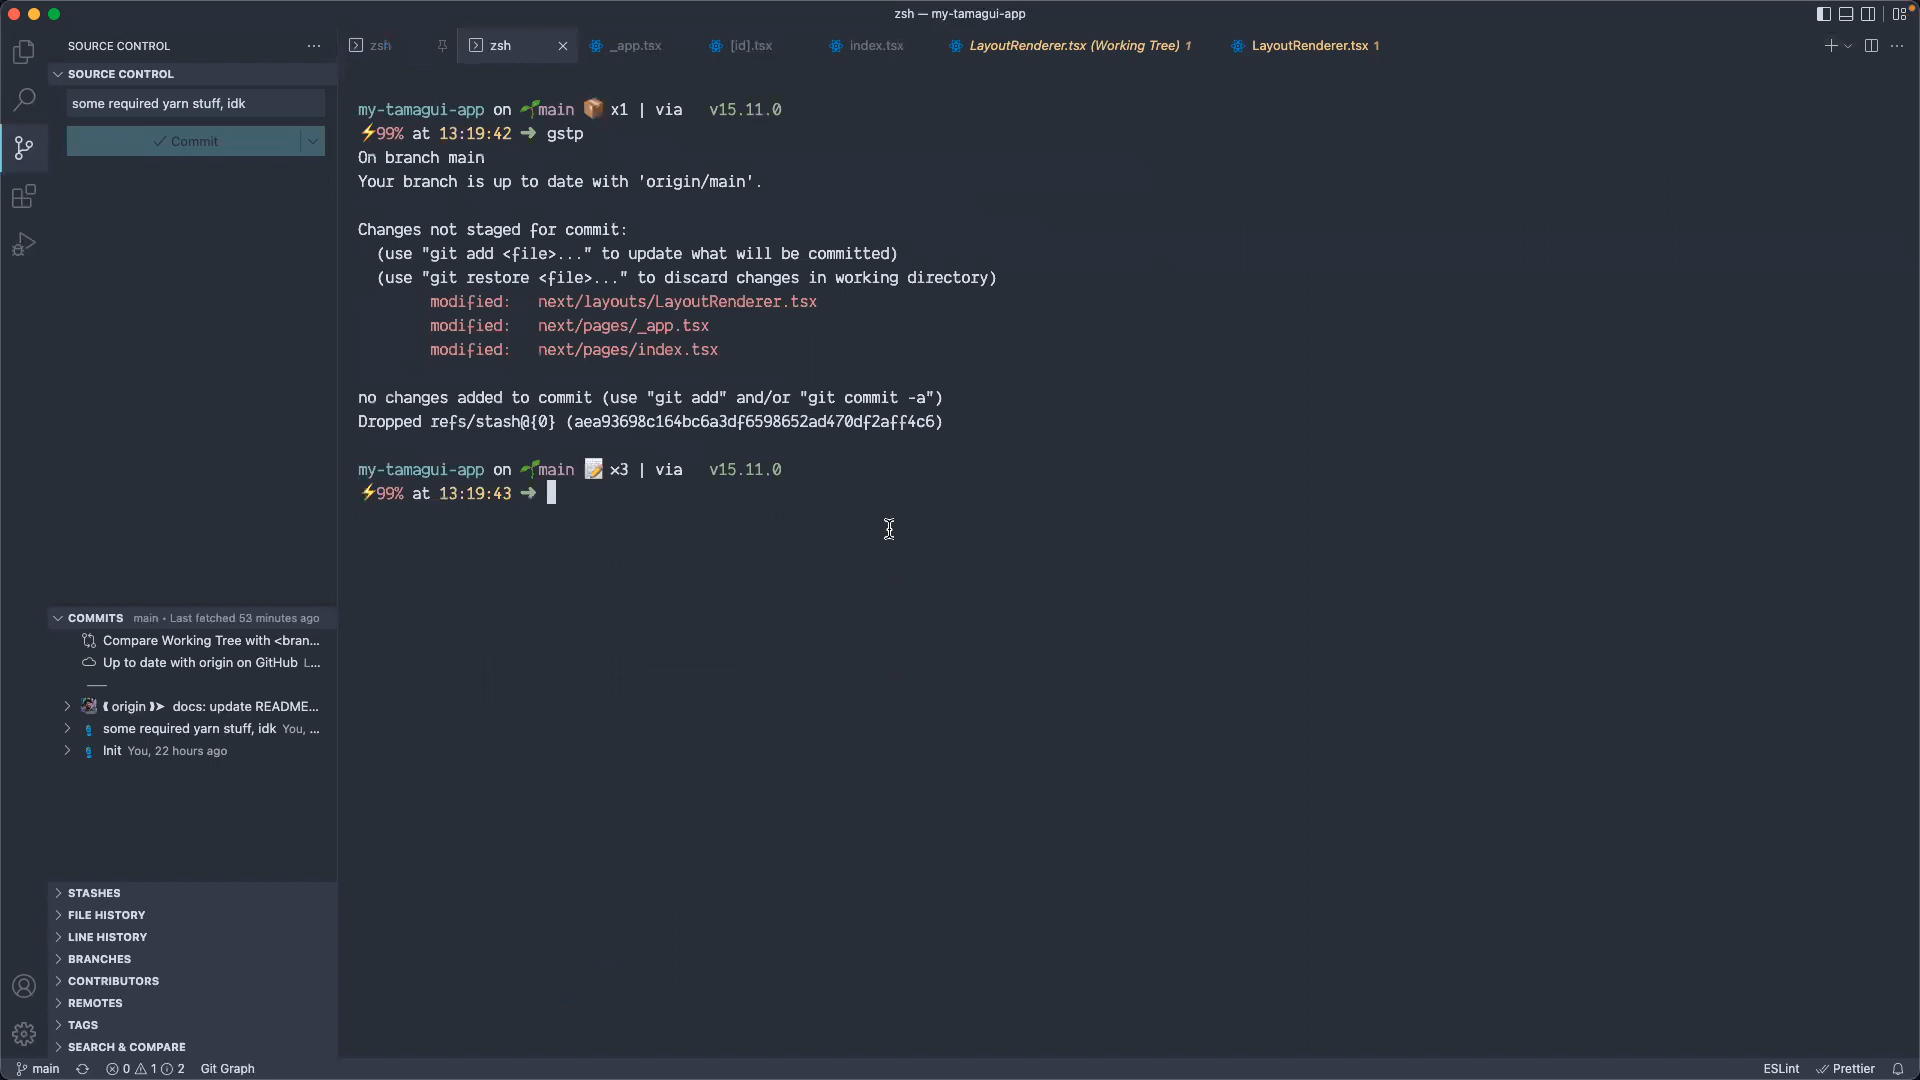 zsh — my-tamagui-app
SOURCE CONTROL
zsh
zsh
_app.tsx
[id].tsx
index.tsx
LayoutRenderer.tsx (Working Tree) 1
LayoutRenderer.tsx 1
SOURCE CONTROL
some required yarn stuff, idk
Commit
my-tamagui-app on main x1 | via v15.11.0
99% at 13:19:42 ➜ gstp
On branch main
Your branch is up to date with 'origin/main'.
Changes not staged for commit:
(use "git add <file>..." to update what will be committed)
(use "git restore <file>..." to discard changes in working directory)
modified: next/layouts/LayoutRenderer.tsx
modified: next/pages/_app.tsx
modified: next/pages/index.tsx
no changes added to commit (use "git add" and/or "git commit -a")
Dropped refs/stash@{0} (aea93698c164bc6a3df6598652ad470df2aff4c6)
my-tamagui-app on main ×3 | via v15.11.0
99% at 13:19:43 ➜
COMMITS main • Last fetched 53 minutes ago
Compare Working Tree with <bran...
Up to date with origin on GitHub L...
origin docs: update README...
some required yarn stuff, idk You, ...
Init You, 22 hours ago
STASHES
FILE HISTORY
LINE HISTORY
BRANCHES
CONTRIBUTORS
REMOTES
TAGS
SEARCH & COMPARE
main 0 1 2 Git Graph
ESLint Prettier